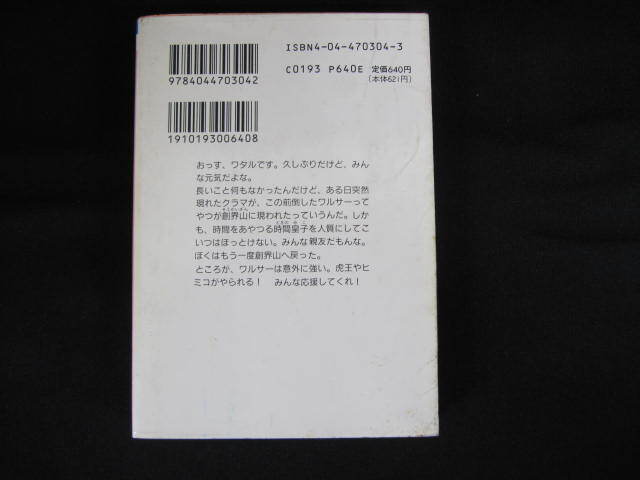 ISBN4-04-470304-3
9784044703042
C0193 P640E 定価640円
(本体621円)
1910193006408
おっす、ワタルです。久しぶりだけど、みん
な元気だよな。
長いこと何もなかったんだけど、ある日突然
現れたクラマが、この前倒したワルサーって
やつが創界山に現われたっていうんだ。しか
も、時間をあやつる時間皇子を人質にしてこ
いつはほっとけない。みんな親友だもんな。
ぼくはもう一度創界山へ戻った。
ところが、ワルサーは意外に強い。虎王やヒ
ミコがやられる！ みんな応援してくれ！